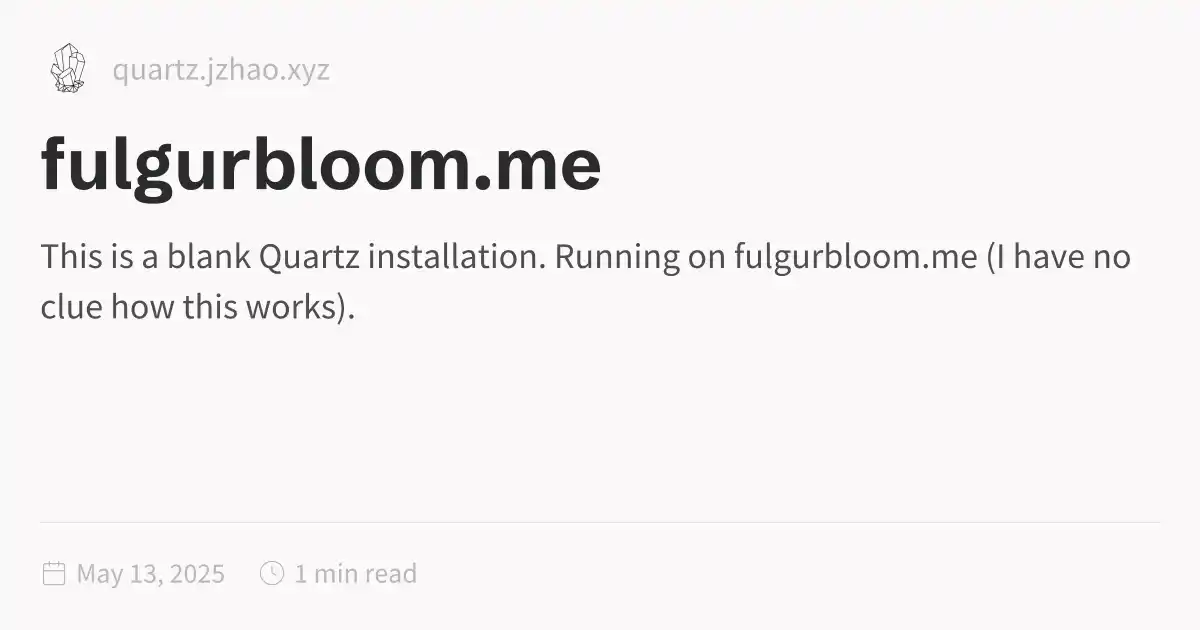 quartz.jzhao.xyz
fulgurbloom.me
This is a blank Quartz installation. Running on fulgurbloom.me (I have no
clue how this works).
May 13, 2025 1 min read